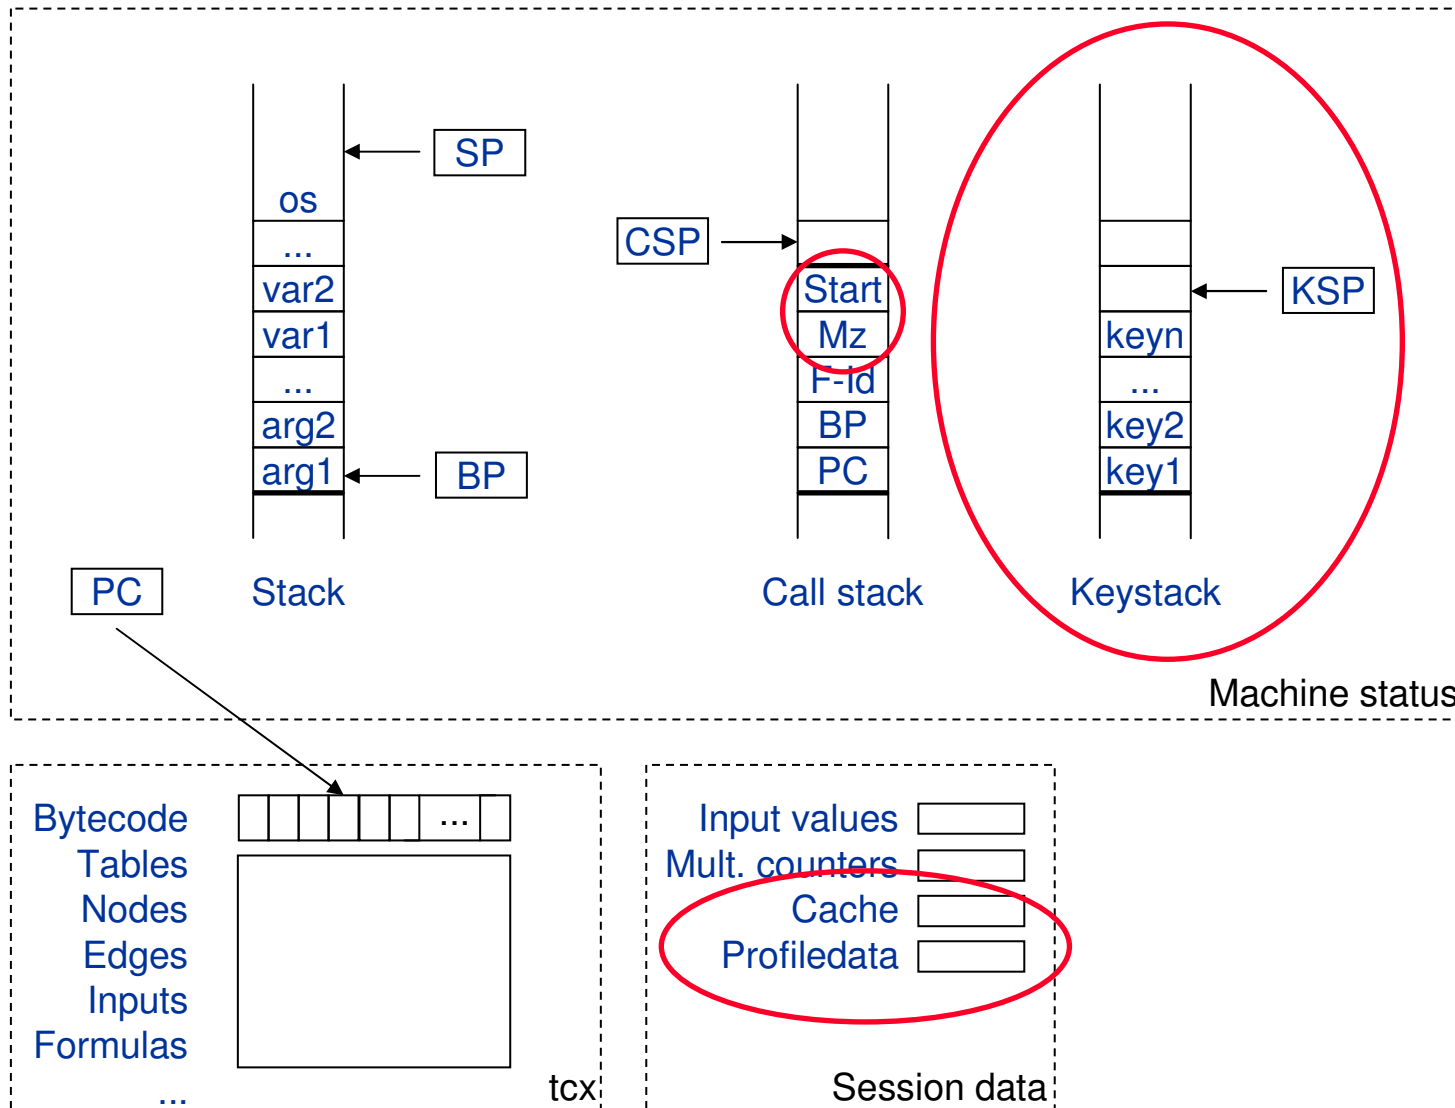 SP
os
...
var2
var1
...
arg2
arg1
BP
PC
Stack
CSP
Start
Mz
F-Id
BP
PC
Call stack
KSP
keyn
...
key2
key1
Keystack
Machine status
Bytecode
...
Tables
Nodes
Edges
Inputs
Formulas
...
tcx
Input values
Mult. counters
Cache
Profiledata
Session data